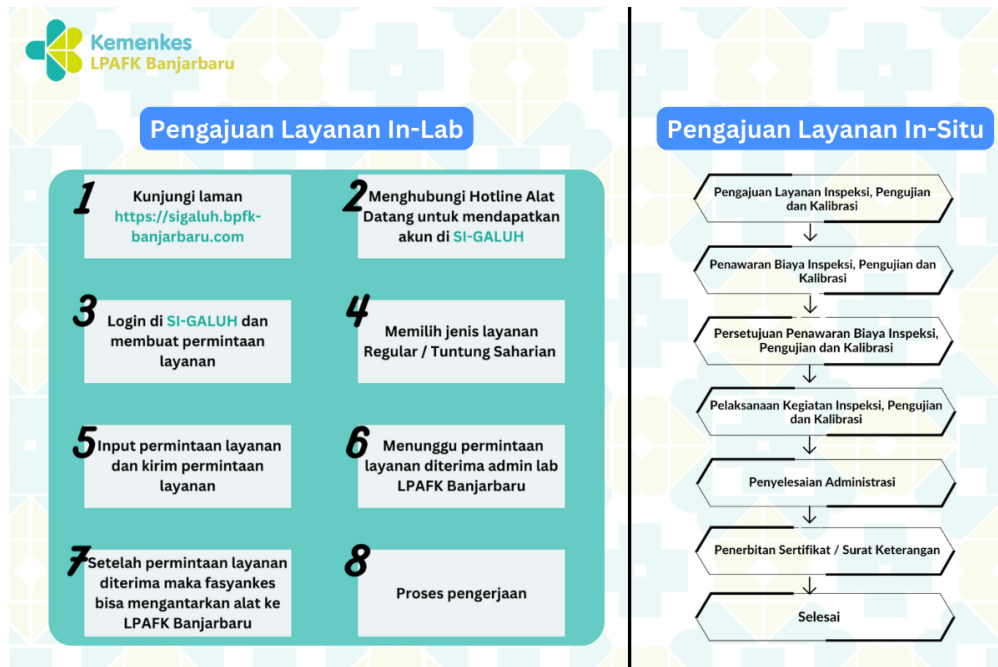 Kemenkes
LPAFK Banjarbaru
Pengajuan Layanan In-Lab
1
Kunjungi laman
https://sigaluh.bpfk-
banjarbaru.com
2
Menghubungi Hotline Alat
Datang untuk mendapatkan
akun di SI-GALUH
3
Login di SI-GALUH dan
membuat permintaan
layanan
4
Memilih jenis layanan
Regular / Tuntung Saharian
5
Input permintaan layanan
dan kirim permintaan
layanan
6
Menunggu permintaan
layanan diterima admin lab
LPAFK Banjarbaru
7
Setelah permintaan layanan
diterima maka fasyankes
bisa mengantarkan alat ke
LPAFK Banjarbaru
8
Proses pengerjaan
Pengajuan Layanan In-Situ
Pengajuan Layanan Inspeksi, Pengujian
dan Kalibrasi
Penawaran Biaya Inspeksi, Pengujian dan
Kalibrasi
Persetujuan Penawaran Biaya Inspeksi,
Pengujian dan Kalibrasi
Pelaksanaan Kegiatan Inspeksi, Pengujian
dan Kalibrasi
Penyelesaian Administrasi
Penerbitan Sertifikat / Surat Keterangan
Selesai